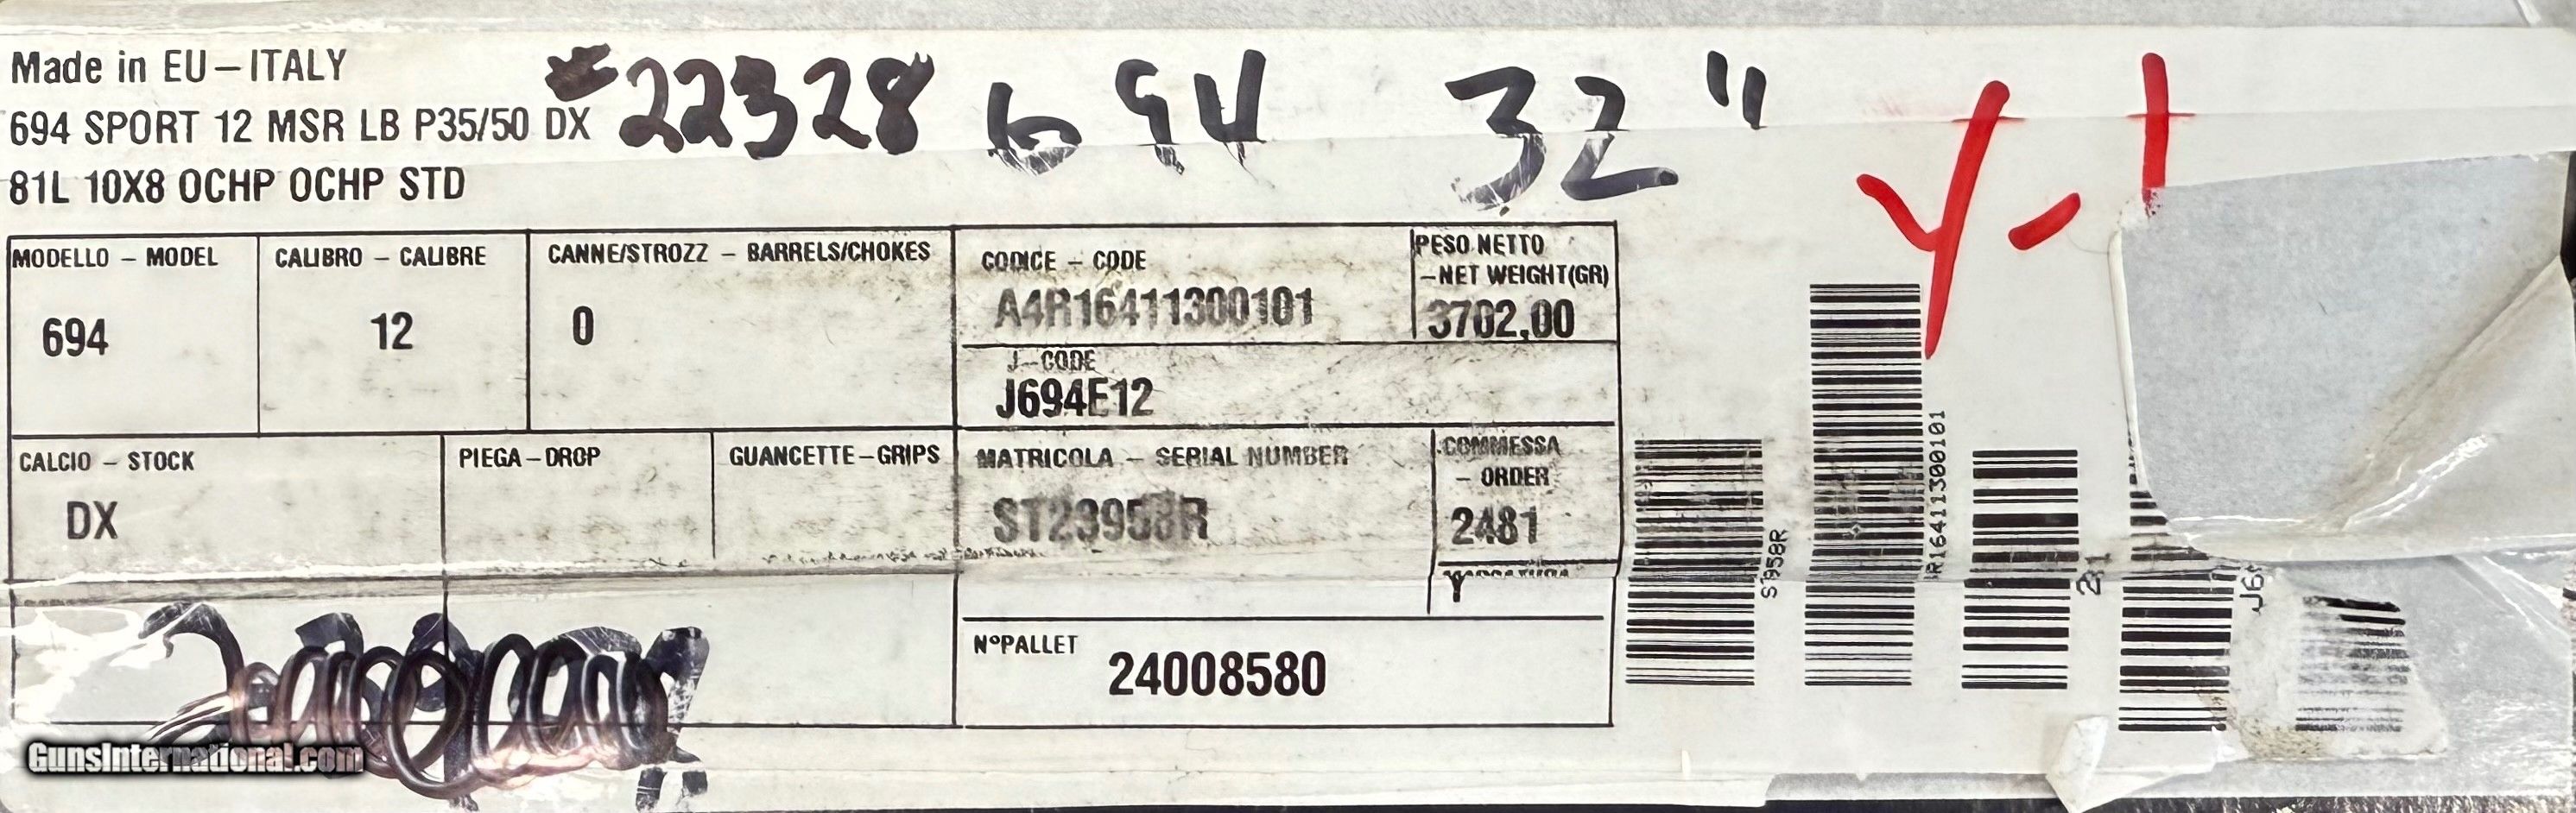 Made in EU-ITALY
#22328 694 32"
694 SPORT 12 MSR LB P35/50 DX
81L 10X8 OCHP OCHP STD
Y-1
MODELLO - MODEL
694
CALIBRO - CALIBRE
12
CANNE/STROZZ - BARRELS/CHOKES
0
CODICE - CODE
A4R16411300101
PESO NETTO
-NET WEIGHT(GR)
3702,00
J-CODE
J694E12
CALCIO - STOCK
DX
PIEGA-DROP
GUANCETTE-GRIPS
MATRICOLA - SERIAL NUMBER
ST23958R
COMMESSA
- ORDER
2481
Y
N°PALLET
24008580
R16411300101
GunsInternational.com